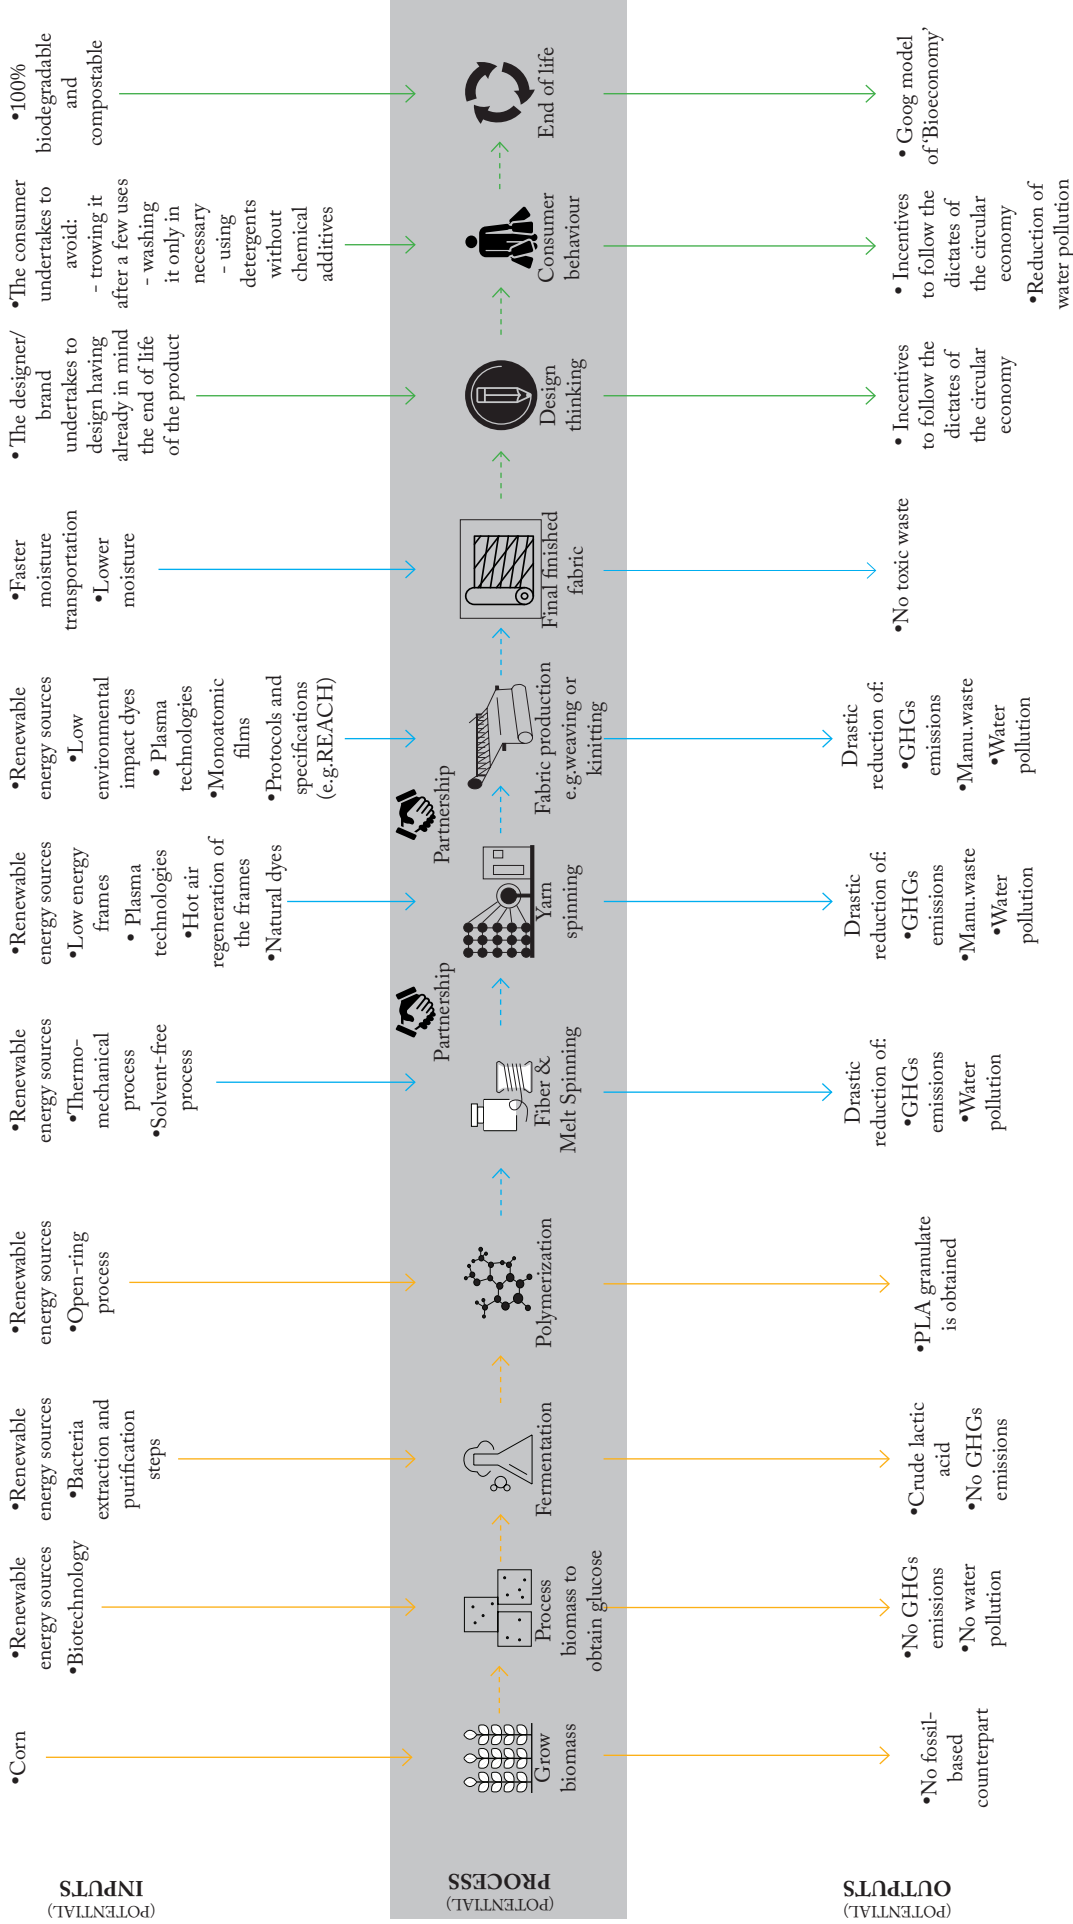 (POTENTIAL)
INPUTS
•Corn
•Renewable
energy sources
•Biotechnology
•Renewable
energy sources
•Bacteria
extraction and
purification
steps
•Renewable
energy sources
•Open-ring
process
•Renewable
energy sources
•Thermo-
mechanical
process
•Solvent-free
process
•Renewable
energy sources
•Low energy
frames
• Plasma
technologies
•Hot air
regeneration of
the frames
•Natural dyes
•Renewable
energy sources
•Low
environmental
impact dyes
• Plasma
technologies
•Monoatomic
films
•Protocols and
specifications
(e.g.REACH)
•Faster
moisture
transportation
•Lower
moisture
• The designer/
brand
undertakes to
design having
already in mind
the end of life
of the product
•The consumer
undertakes to
avoid:
- trowing it
after a few uses
- washing
it only in
necessary
- using
detergents
without
chemical
additives
•100%
biodegradable
and
compostable
(POTENTIAL)
PROCESS
Grow
biomass
Process
biomass to
obtain glucose
Fermentation
Polymerization
Fiber &
Melt Spinning
Partnership
Yarn
spinning
Partnership
Fabric production
e.g.weaving or
kinitting
Final finished
fabric
Design
thinking
Consumer
behaviour
End of life
(POTENTIAL)
OUTPUTS
•No fossil-
based
counterpart
•No GHGs
emissions
•No water
pollution
•Crude lactic
acid
•No GHGs
emissions
•PLA granulate
is obtained
Drastic
reduction of:
•GHGs
emissions
•Water
pollution
Drastic
reduction of:
•GHGs
emissions
•Manu.waste
•Water
pollution
Drastic
reduction of:
•GHGs
emissions
•Manu.waste
•Water
pollution
•No toxic waste
• Incentives
to follow the
dictates of
the circular
economy
• Incentives
to follow the
dictates of
the circular
economy
•Reduction of
water pollution
• Goog model
of 'Bioeconomy'